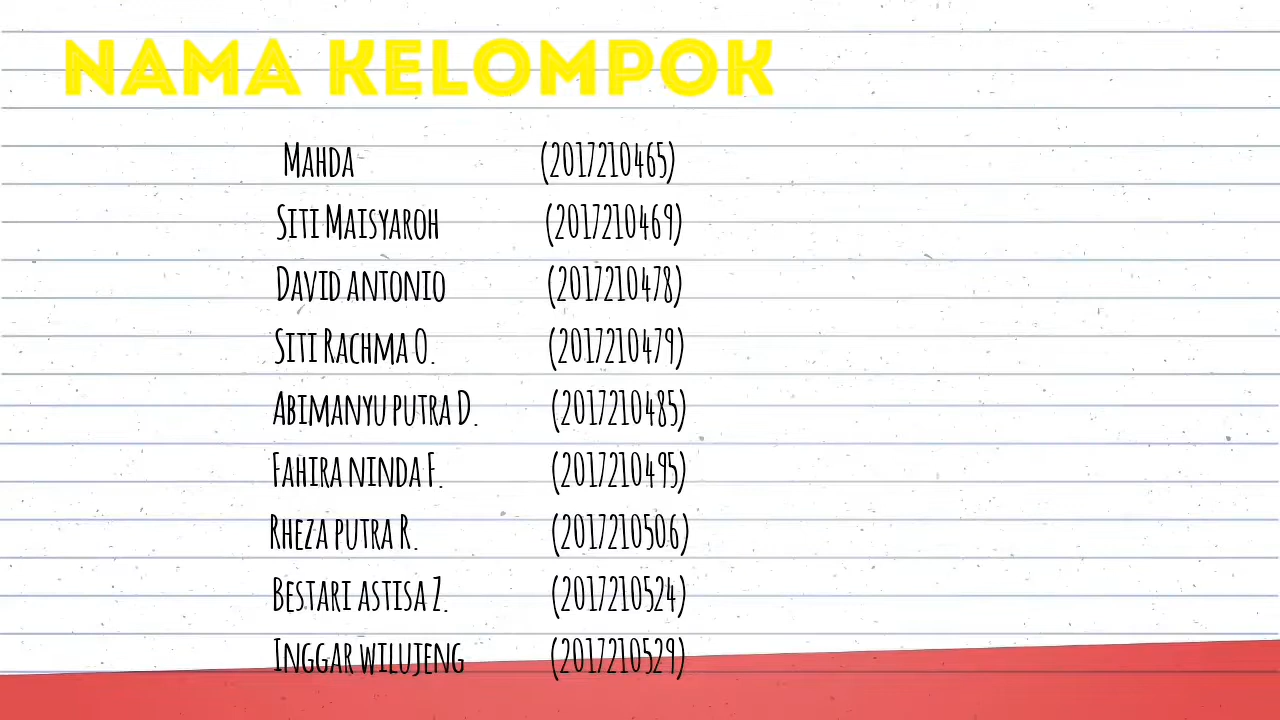 NAMA KELOMPOK
Mahda (2017210465)
Siti Maisyaroh (2017210469)
David antonio (2017210478)
Siti Rachma O. (2017210479)
Abimanyu putra D. (2017210485)
Fahira ninda F. (2017210495)
Rheza putra R. (2017210506)
Bestari astisa Z. (2017210524)
Inggar wilujeng (2017210529)